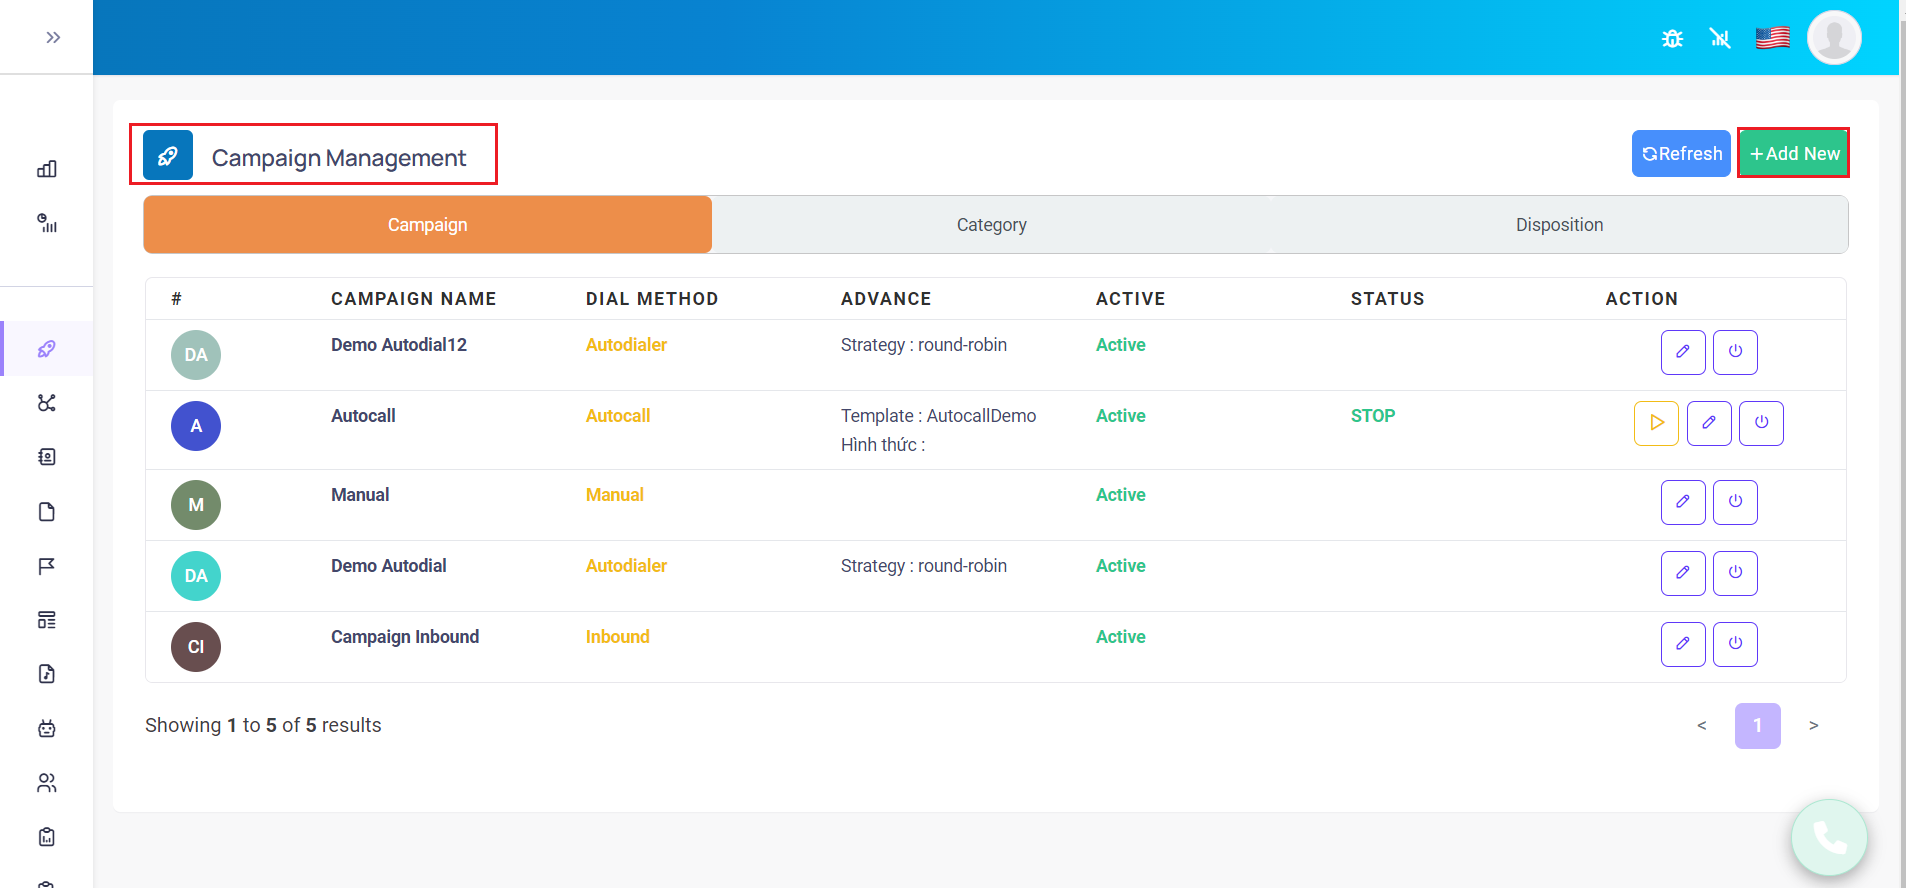 Campaign Management
Refresh
+Add New
Campaign Category Disposition
# CAMPAIGN NAME DIAL METHOD ADVANCE ACTIVE STATUS ACTION
DA Demo Autodial12 Autodialer Strategy : round-robin Active
A Autocall Autocall Template : AutocallDemo Active STOP
Hình thức :
M Manual Manual Active
DA Demo Autodial Autodialer Strategy : round-robin Active
CI Campaign Inbound Inbound Active
Showing 1 to 5 of 5 results
< 1 >